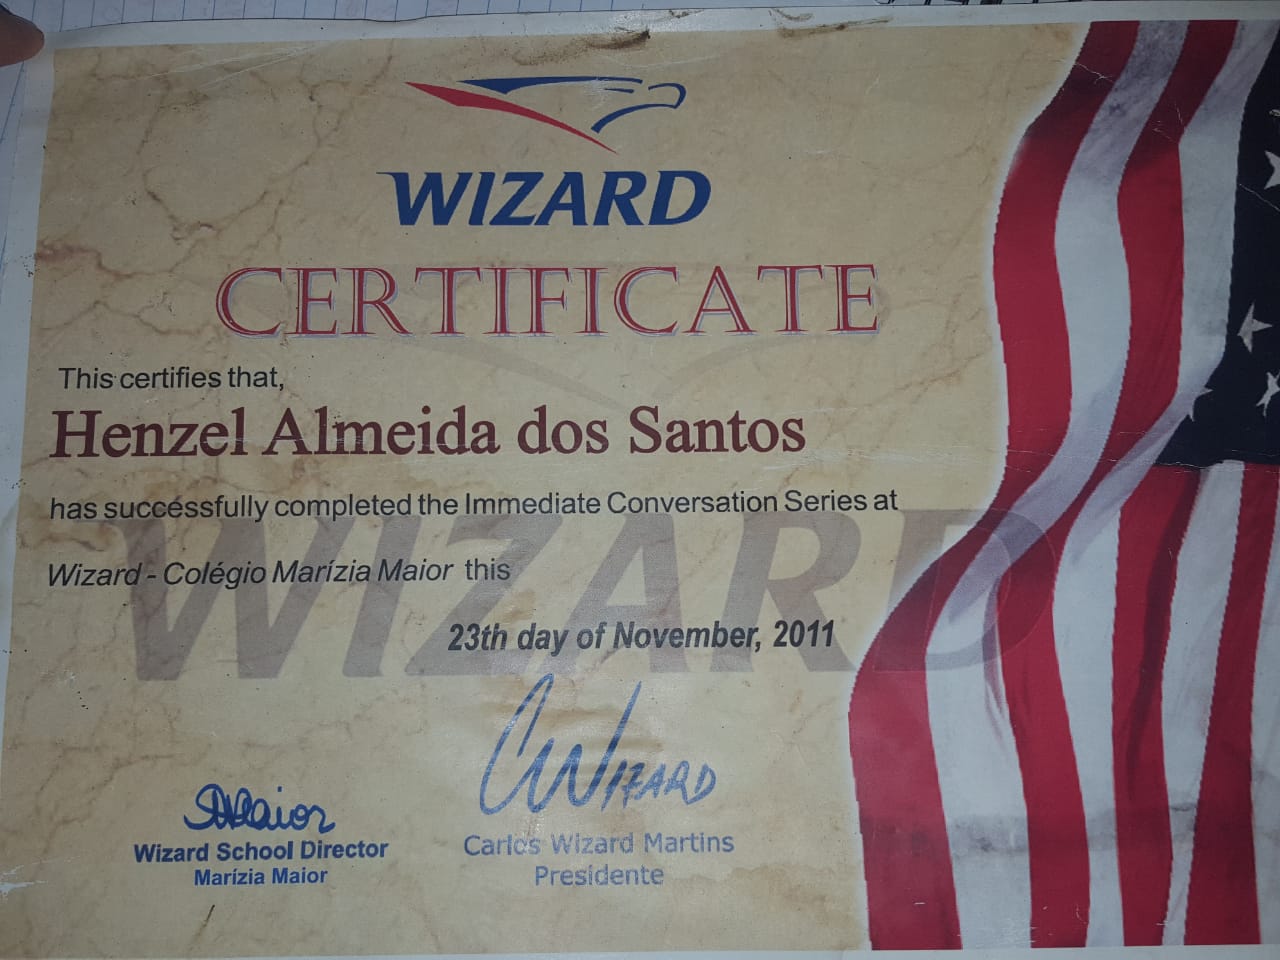 WIZARD
CERTIFICATE
This certifies that,
Henzel Almeida dos Santos
has successfully completed the Immediate Conversation Series at
Wizard - Colégio Marízia Maior this
WIZARD
23th day of November, 2011
CWIZARD
Maior
Wizard School Director
Marízia Maior
Carlos Wizard Martins
Presidente